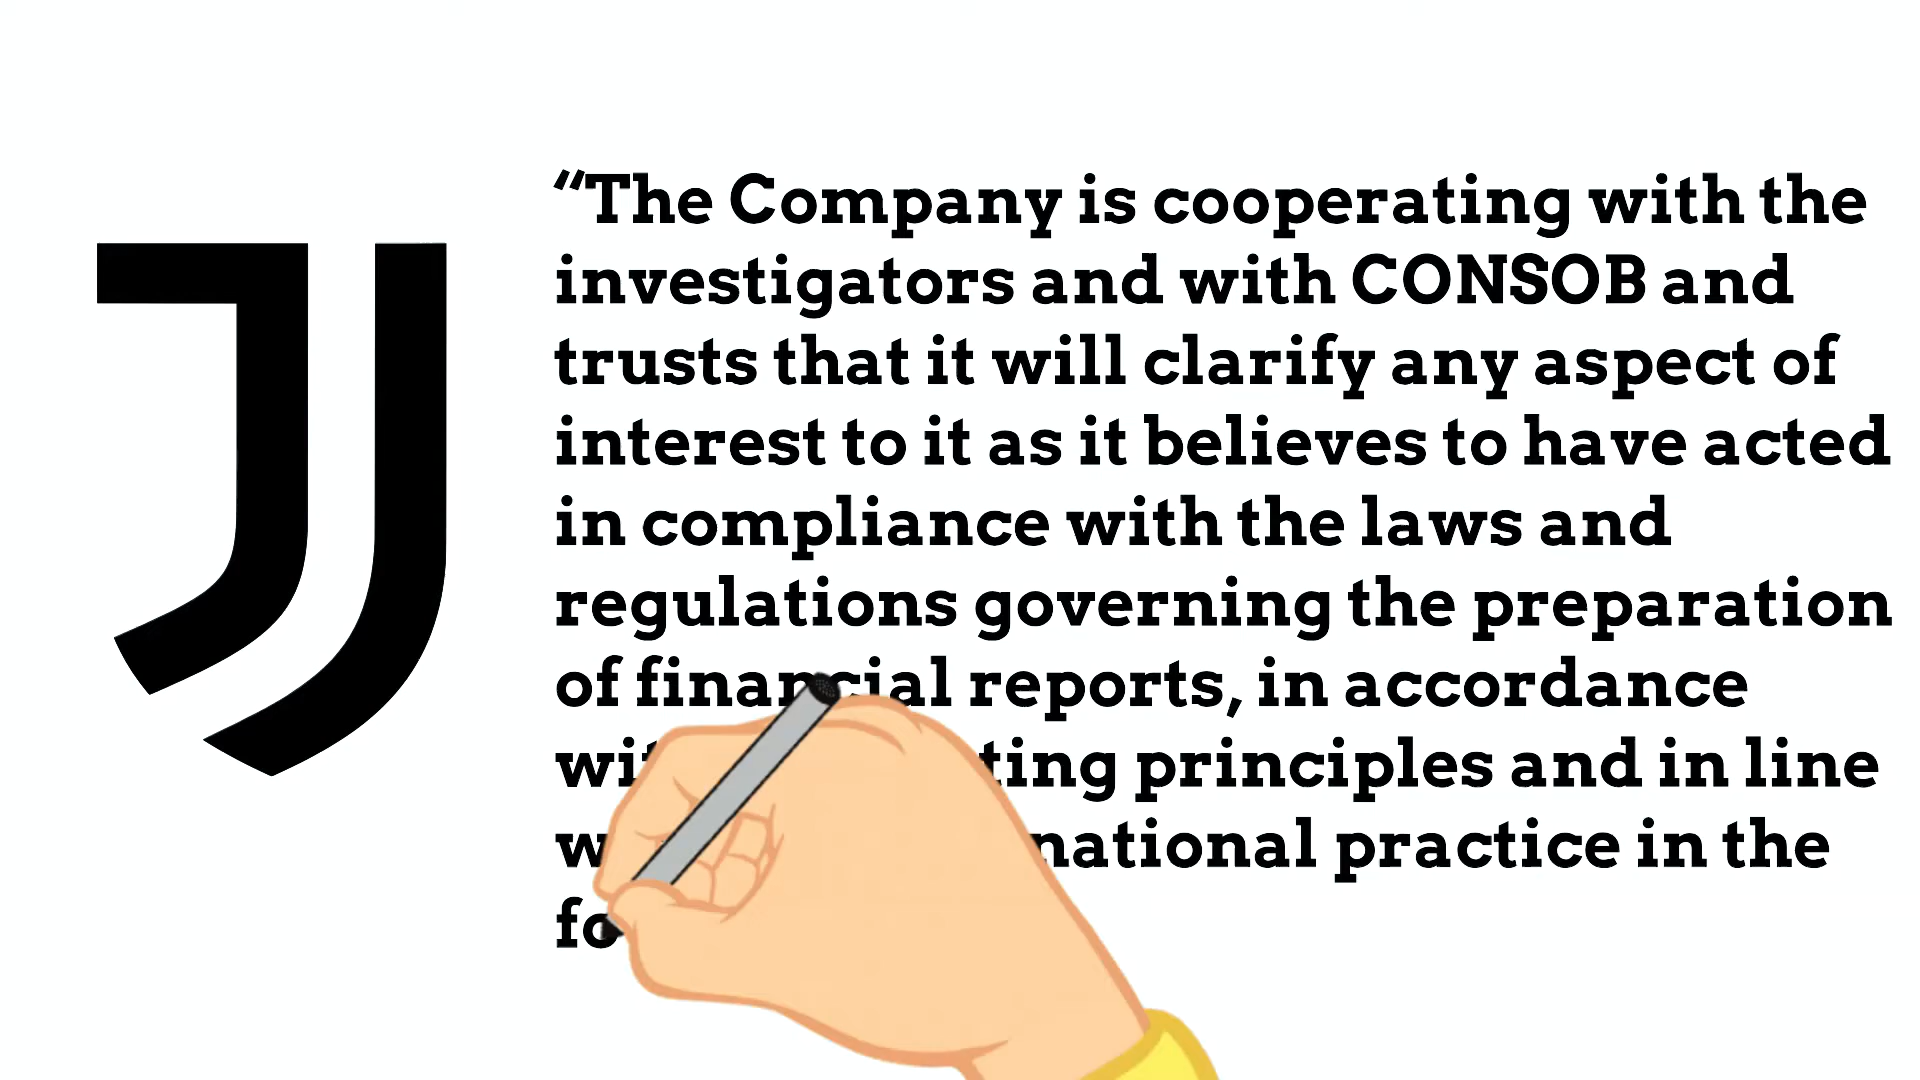 “The Company is cooperating with the
investigators and with CONSOB and
trusts that it will clarify any aspect of
interest to it as it believes to have acted
in compliance with the laws and
regulations governing the preparation
of financial reports, in accordance
principles and in line
practice in the